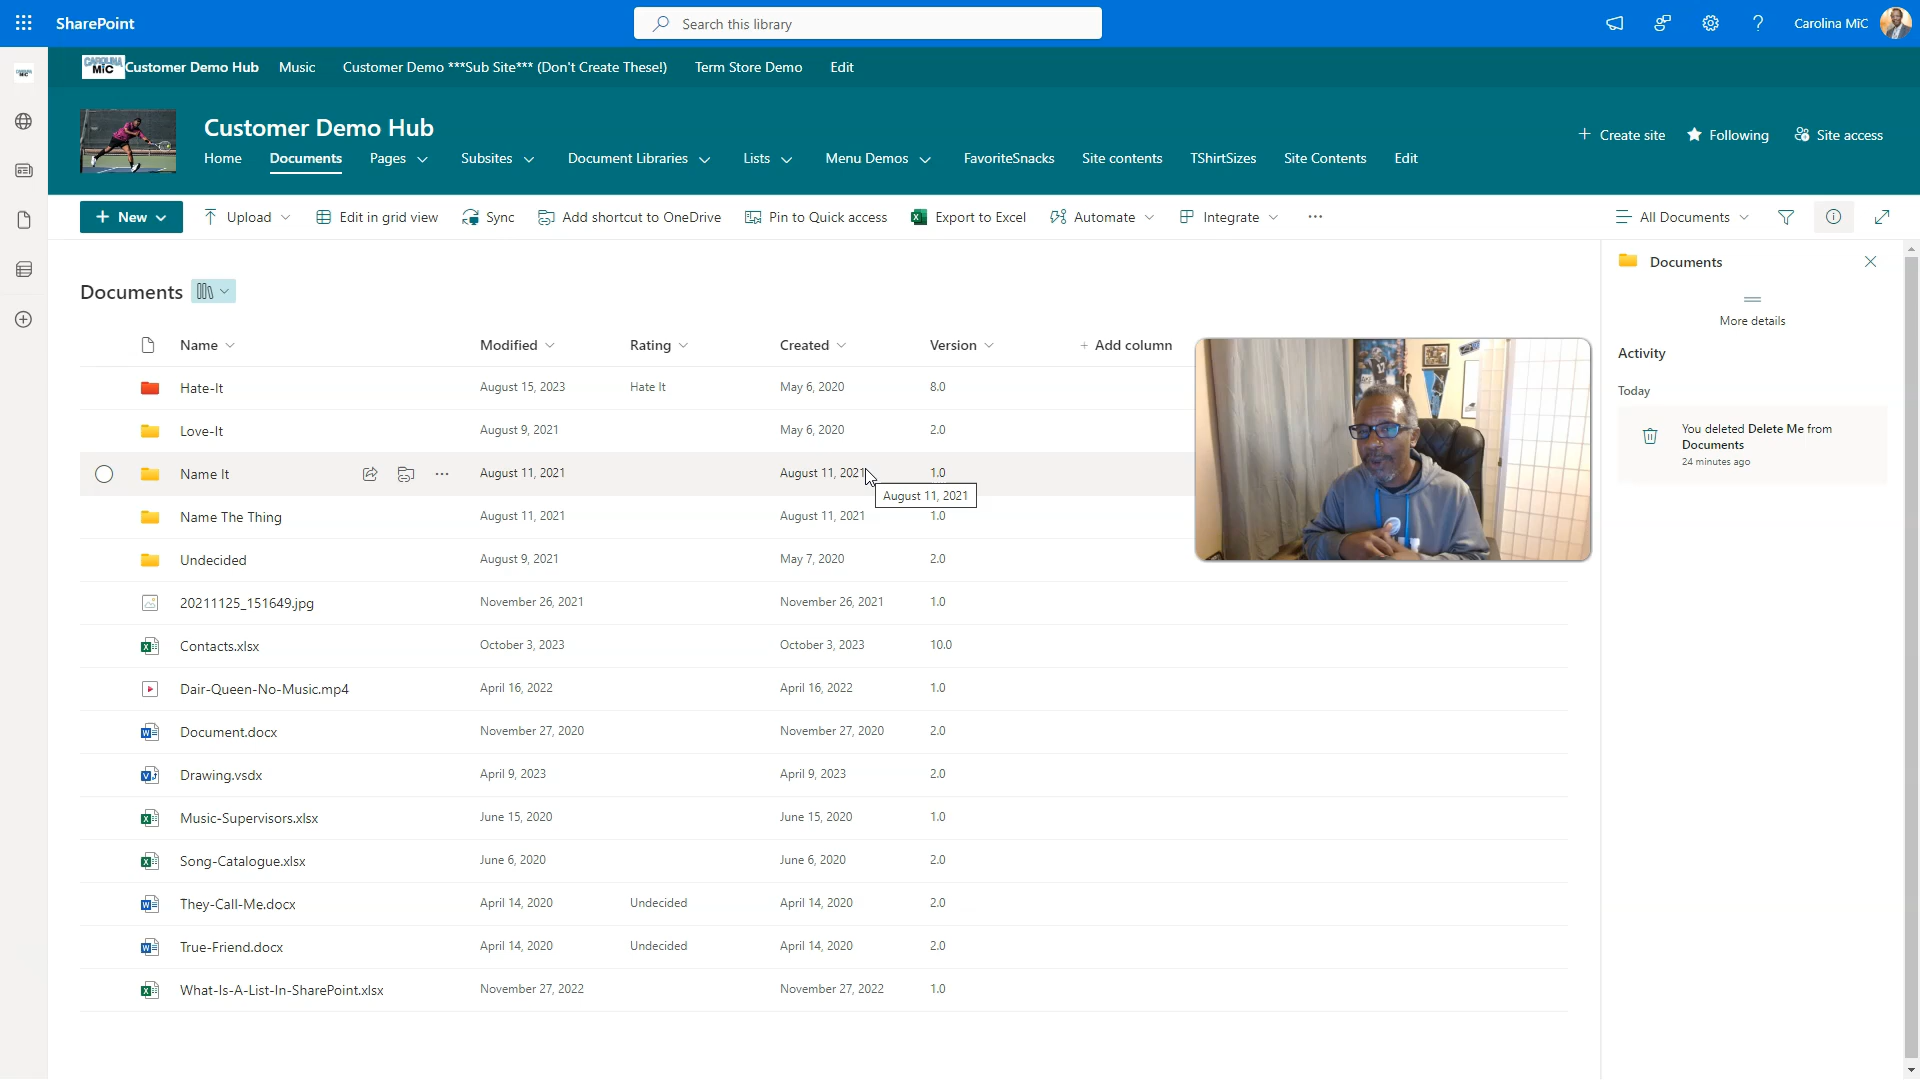 SharePoint
Search this library
Carolina MiC
CAROLINA
MiC
Customer Demo Hub Music Customer Demo ***Sub Site*** (Don't Create These!) Term Store Demo Edit
Customer Demo Hub
Home Documents Pages Subsites Document Libraries Lists Menu Demos FavoriteSnacks Site contents TShirtSizes Site Contents Edit
Create site Following Site access
New Upload Edit in grid view Sync Add shortcut to OneDrive Pin to Quick access Export to Excel Automate Integrate ··· All Documents
Documents
Name Modified Rating Created Version + Add column
Hate-It August 15, 2023 Hate It May 6, 2020 8.0
Love-It August 9, 2021 May 6, 2020 2.0
Name It ··· August 11, 2021 August 11, 2021 1.0
August 11, 2021
Name The Thing August 11, 2021 August 11, 2021 1.0
Undecided August 9, 2021 May 7, 2020 2.0
20211125_151649.jpg November 26, 2021 November 26, 2021 1.0
Contacts.xlsx October 3, 2023 October 3, 2023 10.0
Dair-Queen-No-Music.mp4 April 16, 2022 April 16, 2022 1.0
Document.docx November 27, 2020 November 27, 2020 2.0
Drawing.vsdx April 9, 2023 April 9, 2023 2.0
Music-Supervisors.xlsx June 15, 2020 June 15, 2020 1.0
Song-Catalogue.xlsx June 6, 2020 June 6, 2020 2.0
They-Call-Me.docx April 14, 2020 Undecided April 14, 2020 2.0
True-Friend.docx April 14, 2020 Undecided April 14, 2020 2.0
What-Is-A-List-In-SharePoint.xlsx November 27, 2022 November 27, 2022 1.0
Documents
More details
Activity
Today
You deleted Delete Me from
Documents
24 minutes ago